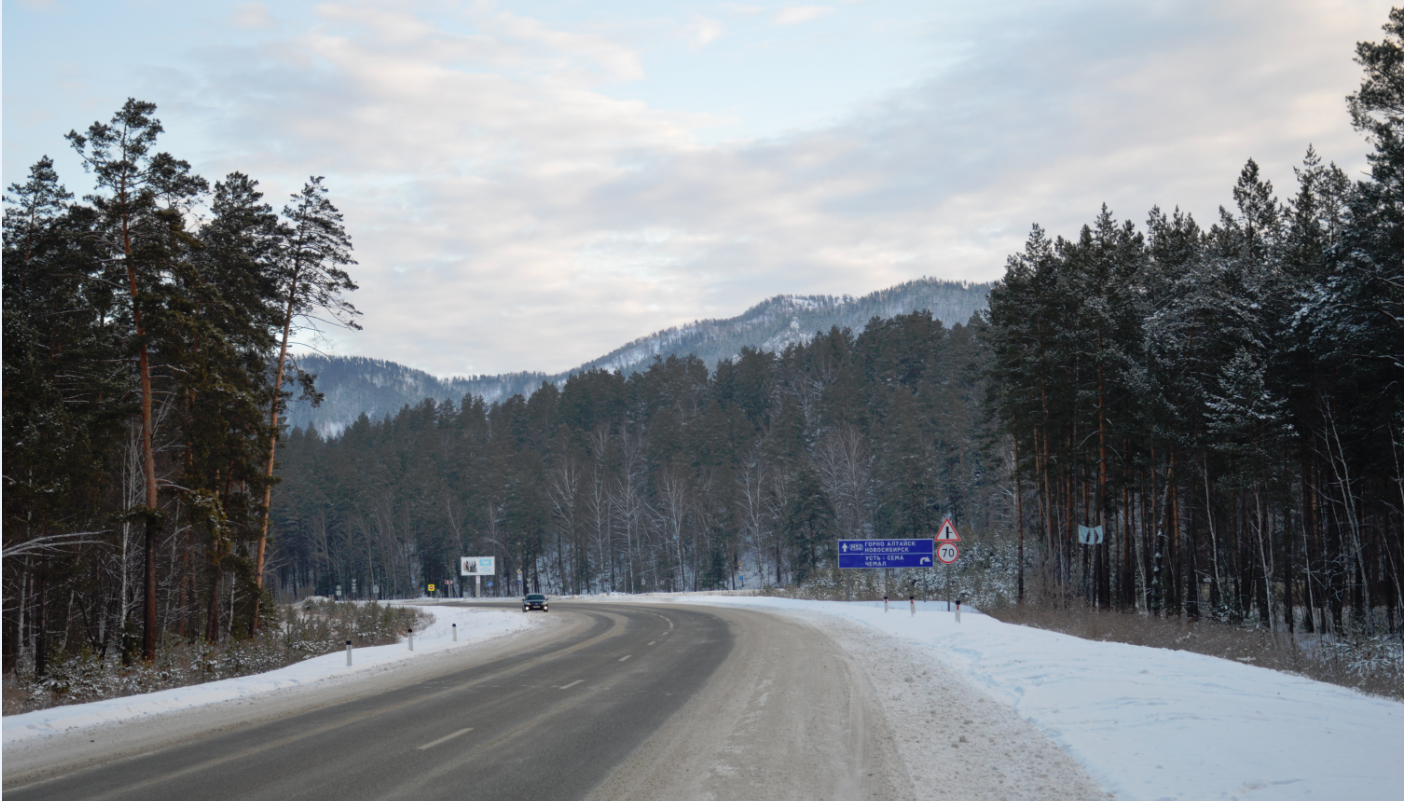 ГОРНО АЛТАЙСК
НОВОСИБИРСК
УСТЬ - СЕМА
ЧЕМАЛ
70